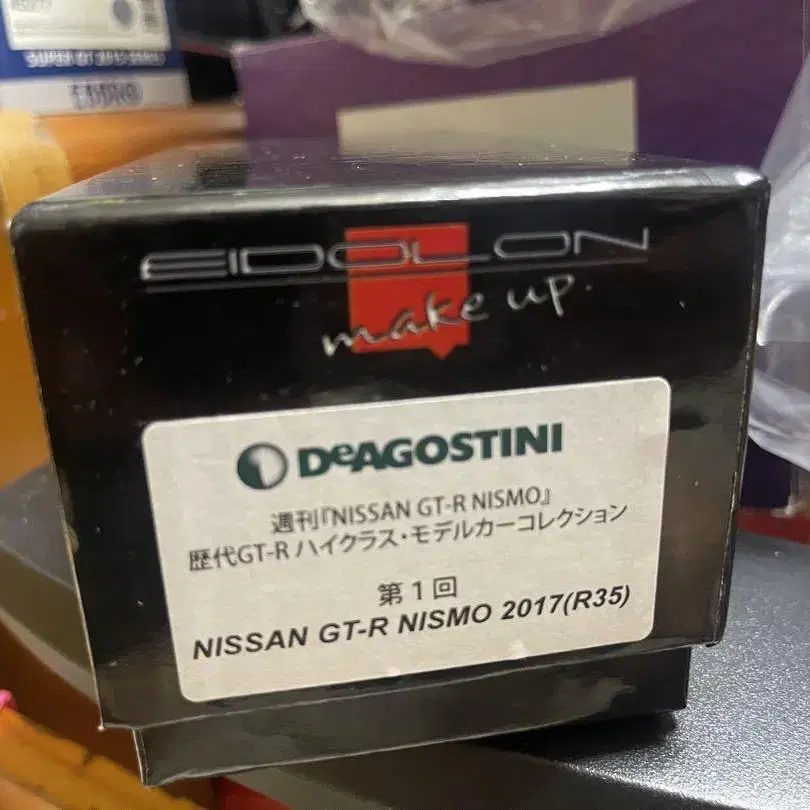 EIDOLON
make up.
DeAGOSTINI
週刊『NISSAN GT-R NISMO』
歴代GT-R ハイクラス・モデルカーコレクション
第1回
NISSAN GT-R NISMO 2017(R35)